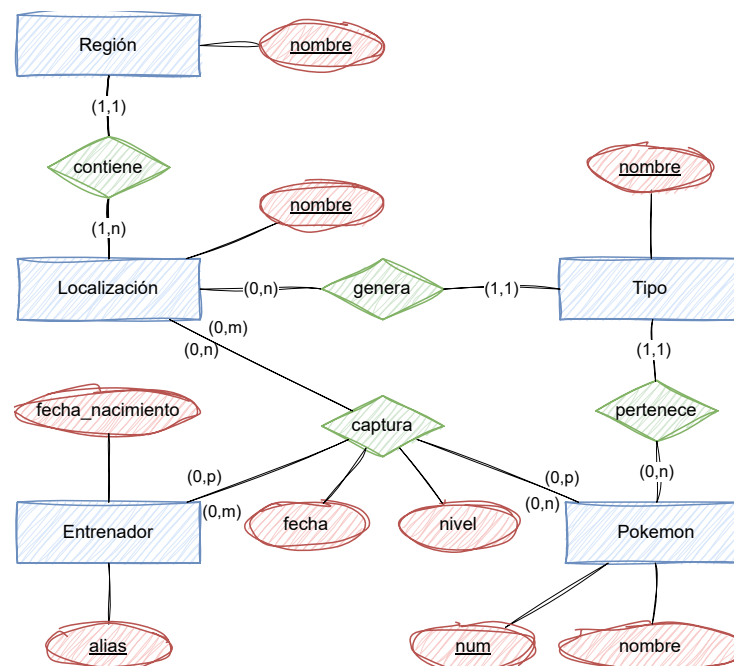 Región
nombre
(1,1)
contiene
nombre
(1,n)
nombre
Localización
(0,n)
genera
(1,1)
Tipo
(0,m)
(0,n)
(1,1)
fecha_nacimiento
captura
pertenece
(0,p)
(0,m)
(0,p)
(0,n)
(0,n)
Entrenador
fecha
nivel
Pokemon
alias
num
nombre